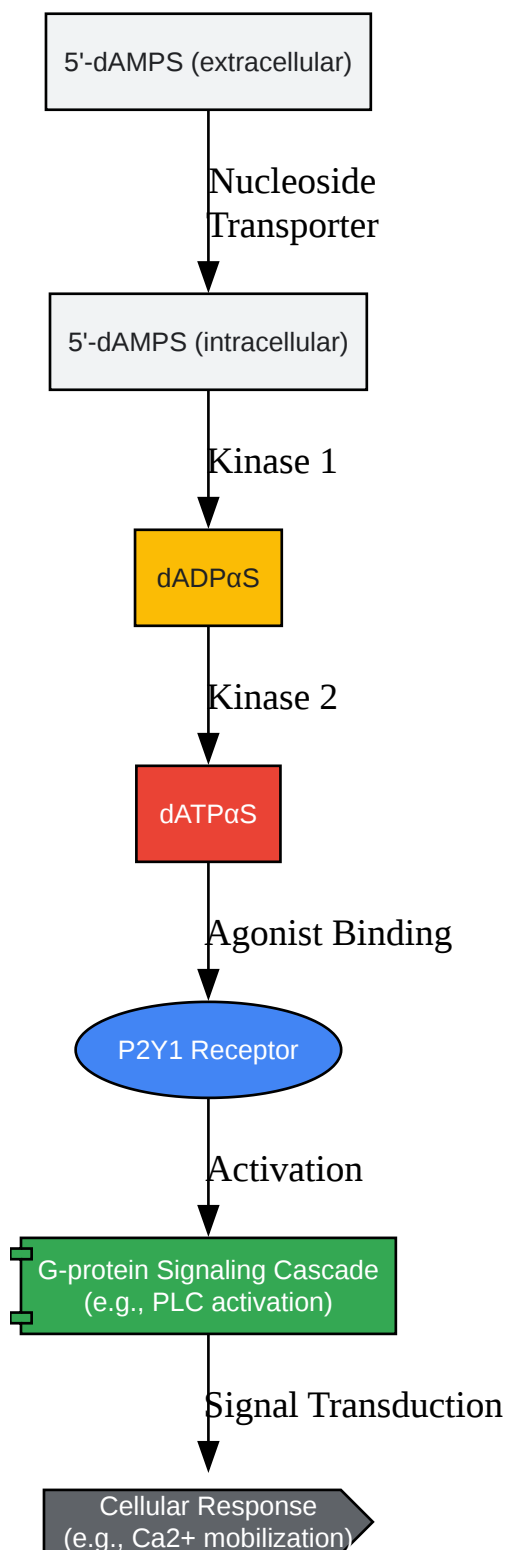 5'-dAMPS (extracellular)
Nucleoside
Transporter
5'-dAMPS (intracellular)
Kinase 1
dADPαS
Kinase 2
dATPαS
Agonist Binding
P2Y1 Receptor
Activation
G-protein Signaling Cascade
(e.g., PLC activation)
Signal Transduction
Cellular Response
(e.g., Ca2+ mobilization)